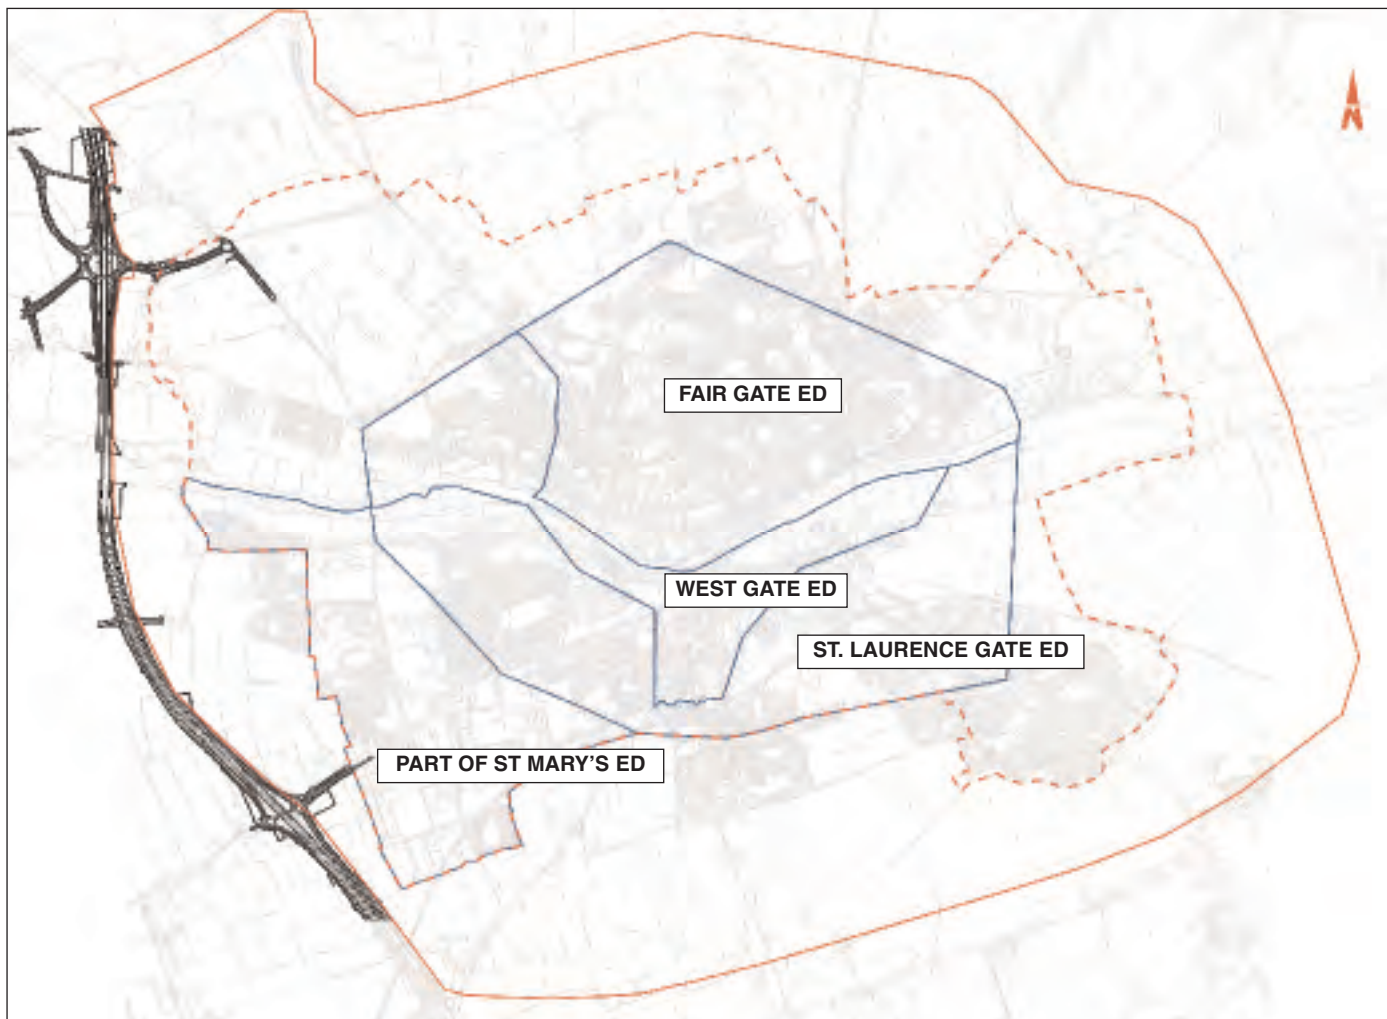 FAIR GATE ED
WEST GATE ED
ST. LAURENCE GATE ED
PART OF ST MARY'S ED